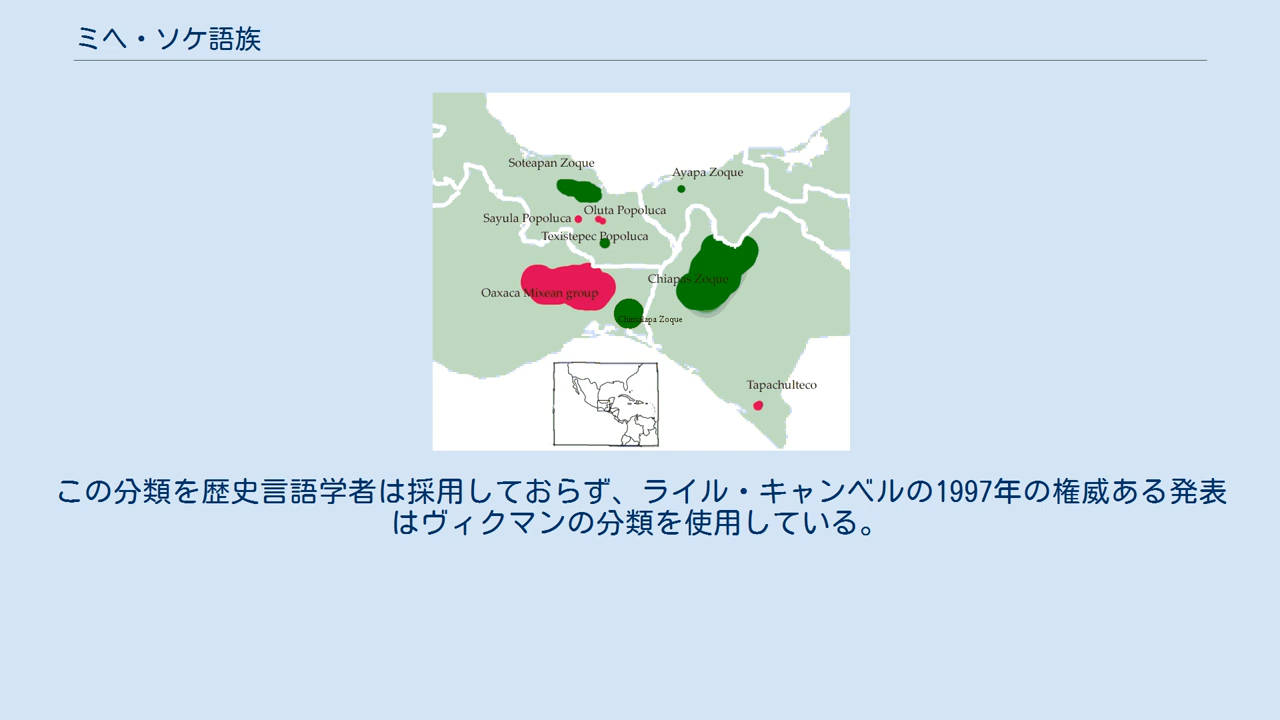 ミヘ・ソケ語族
Soteapan Zoque
Ayapa Zoque
Oluta Popoluca
Sayula Popoluca
Texistepec Popoluca
Chiapas Zoque
Oaxaca Mixean group
Chimalapa Zoque
Tapachulteco
この分類を歴史言語学者は採用しておらず、ライル・キャンベルの1997年の権威ある発表
はヴィクマンの分類を使用している。